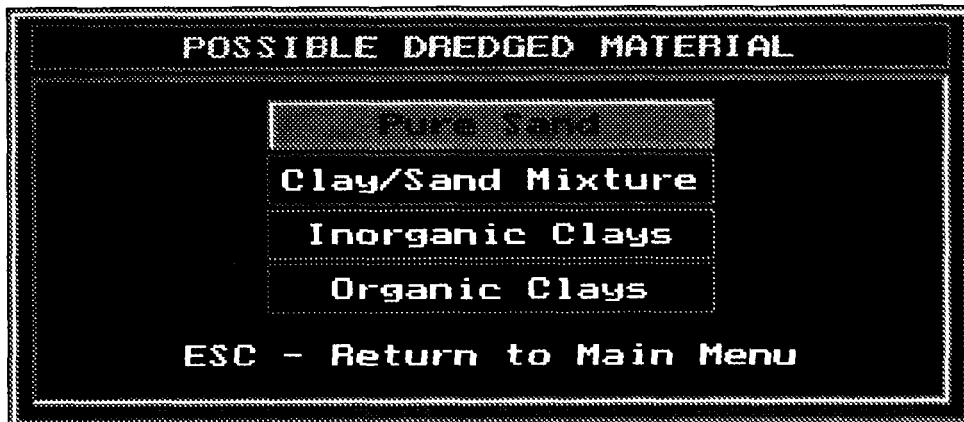 POSSIBLE DREDGED MATERIAL
Pure Sand
Clay/Sand Mixture
Inorganic Clays
Organic Clays
ESC - Return to Main Menu